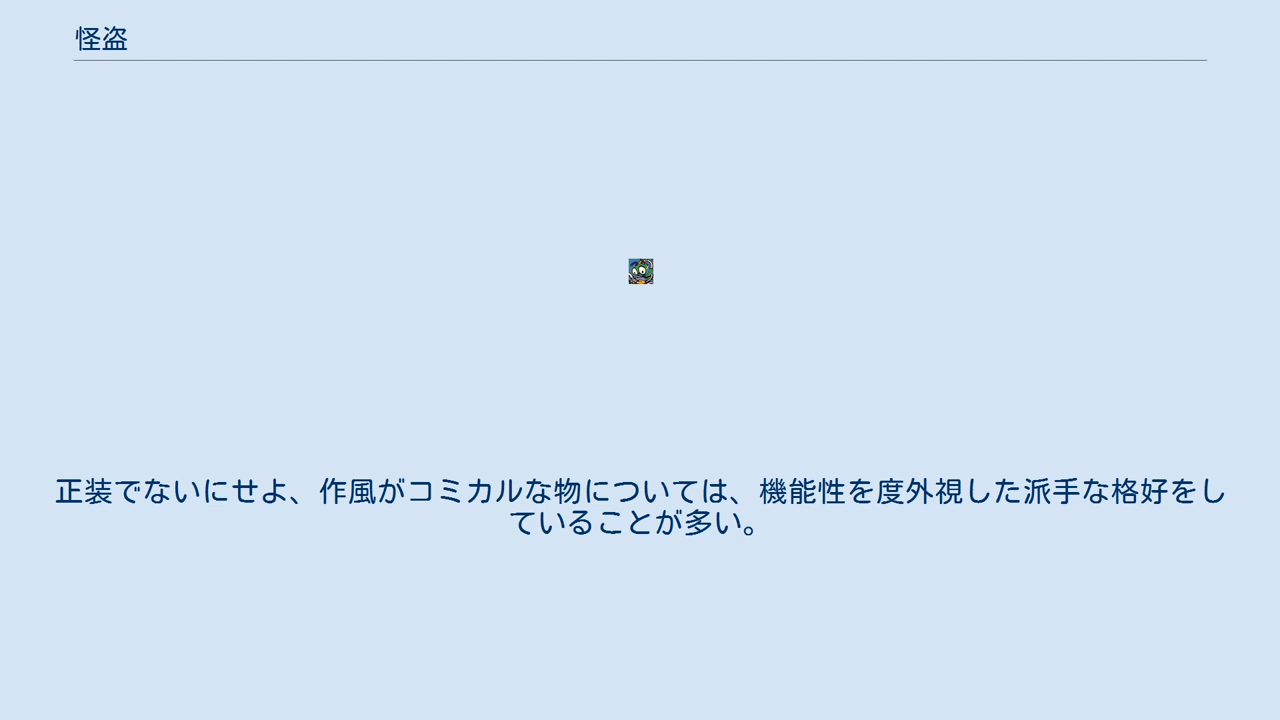 怪盗
正装でないにせよ、作風がコミカルな物については、機能性を度外視した派手な格好をし
ていることが多い。